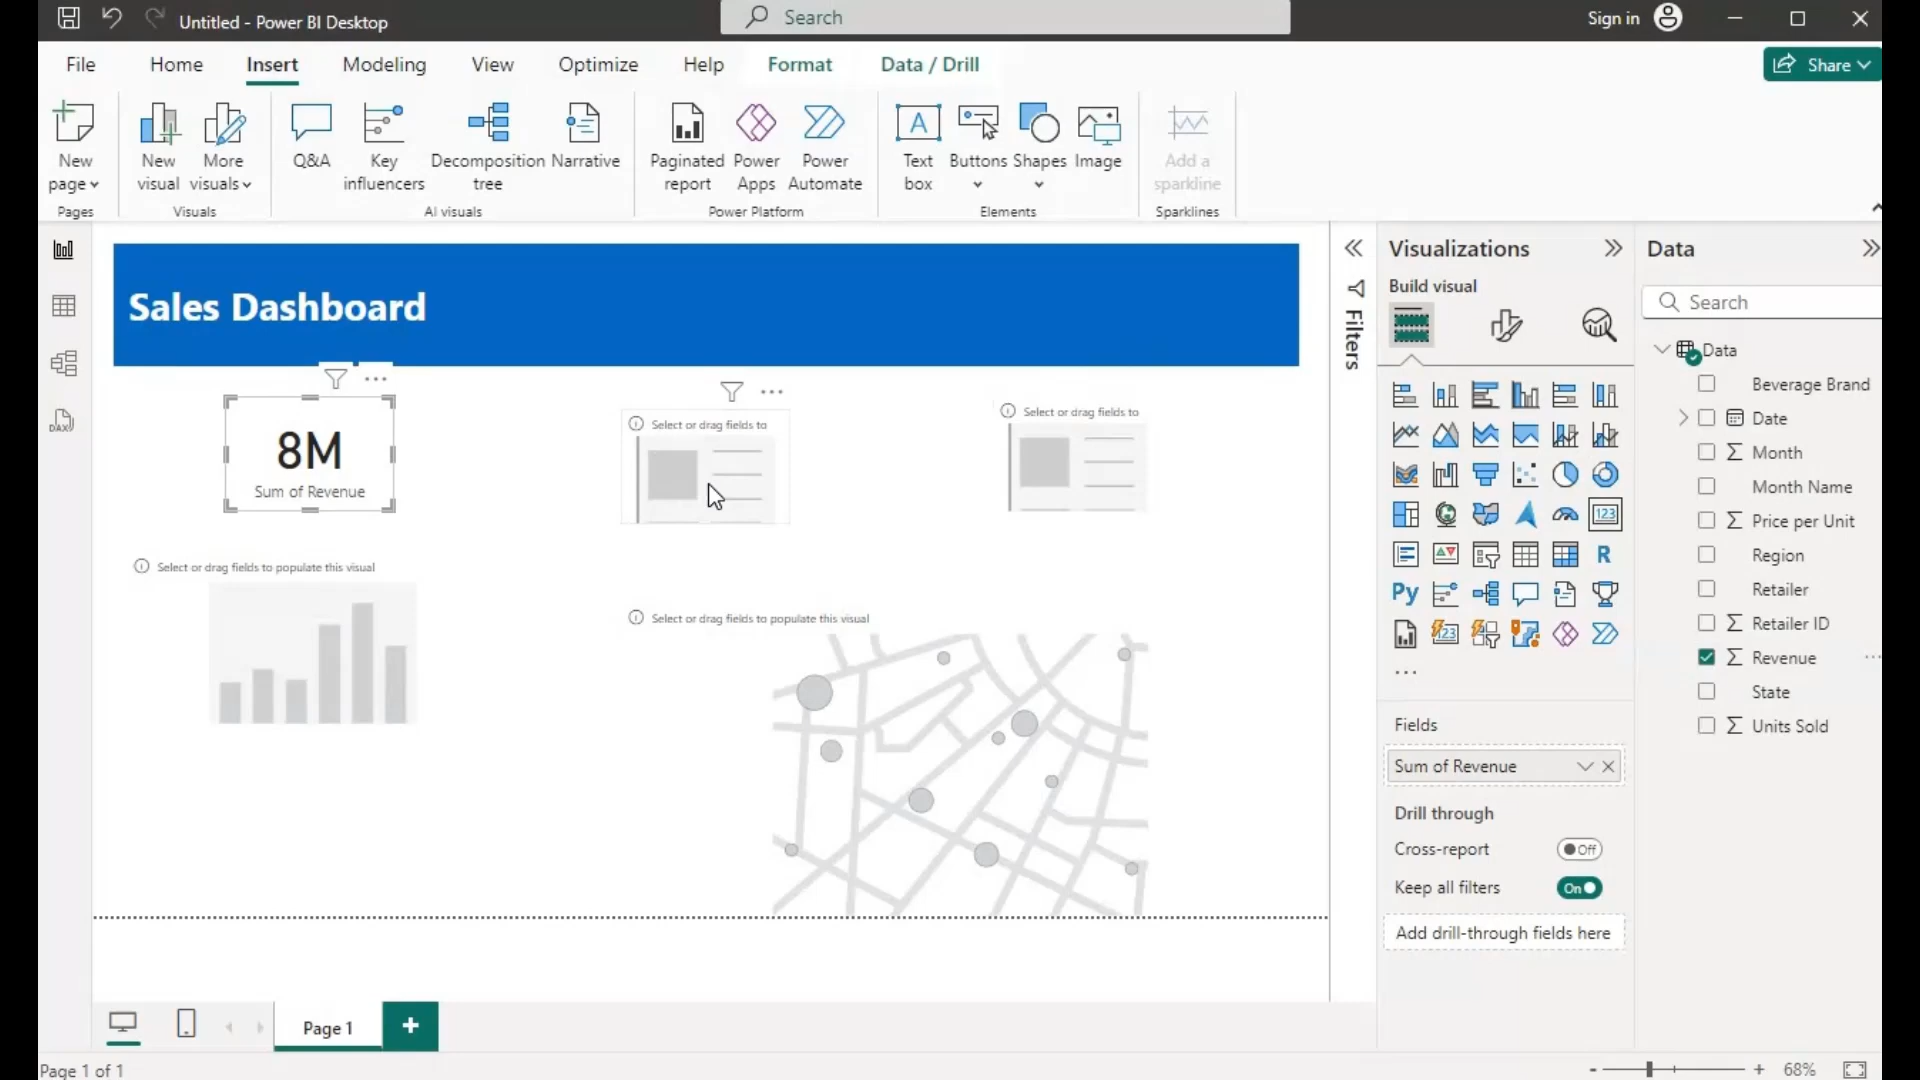 Untitled - Power BI Desktop
Search
Sign in
File
Home
Insert
Modeling
View
Optimize
Help
Format
Data / Drill
Share
New
page
New
visual
More
visuals
Q&A
Key
influencers
Decomposition
tree
Narrative
Paginated
report
Power
Apps
Power
Automate
A
Text
box
Buttons
Shapes
Image
Add a
sparkline
Pages
Visuals
AI visuals
Power Platform
Elements
Sparklines
DAX
Sales Dashboard
8M
Sum of Revenue
Select or drag fields to
Select or drag fields to
Select or drag fields to populate this visual
Select or drag fields to populate this visual
Filters
Visualizations
Build visual
123
R
Py
123
Fields
Sum of Revenue
Drill through
Cross-report
Off
Keep all filters
On
Add drill-through fields here
Data
Search
Data
Beverage Brand
Date
Month
Month Name
Price per Unit
Region
Retailer
Retailer ID
Revenue
State
Units Sold
Page 1
+
Page 1 of 1
- + 68%